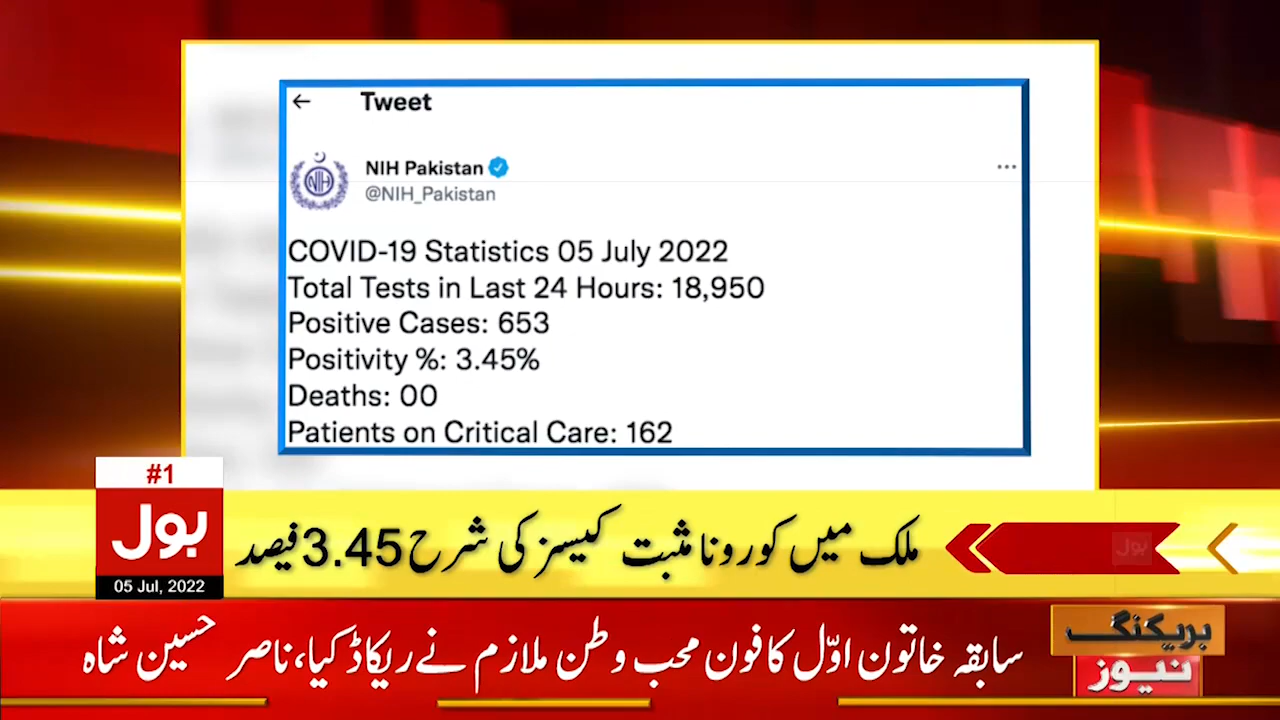 Tweet
NIH Pakistan
@NIH_Pakistan
COVID-19 Statistics 05 July 2022
Total Tests in Last 24 Hours: 18,950
Positive Cases: 653
Positivity %: 3.45%
Deaths: 00
Patients on Critical Care: 162
#1
بول
05 Jul, 2022
ملک میں کورونا مثبت کیسز کی شرح 3.45 فیصد
بول
بریکنگ
نیوز
سابقہ خاتون اوّل کا فون محب وطن ملازم نے ریکاڈ کیا، ناصر حسین شاہ